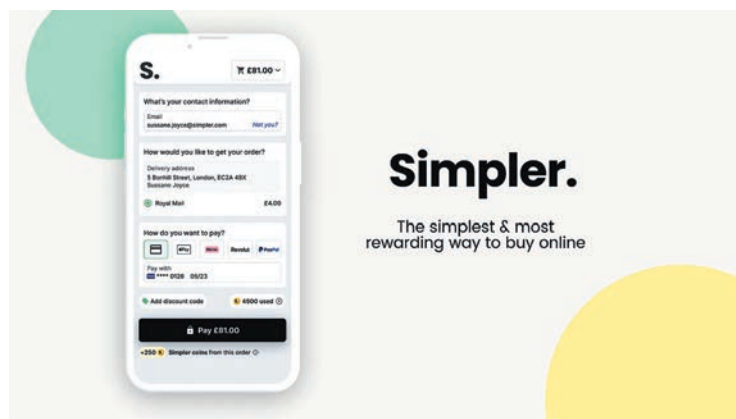 S.
£81.00
What's your contact information?
Email
sussane.joyce@simpler.com Not you?
How would you like to get your order?
Delivery address
5 Bonhill Street, London, EC2A 4BX
Sussane Joyce
Royal Mail £4.00
How do you want to pay?
Pay Klarna Revolut PayPal
Pay with
**** 0126 05/23
Add discount code 4500 used
Pay £81.00
+250 Simpler coins from this order
Simpler.
The simplest & most
rewarding way to buy online